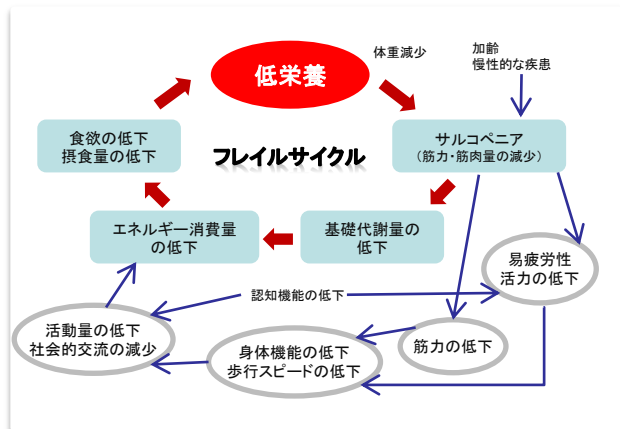 低栄養
体重減少
加齢
慢性的な疾患
食欲の低下
摂食量の低下
フレイルサイクル
サルコペニア
（筋力・筋肉量の減少）
エネルギー消費量
の低下
基礎代謝量の
低下
易疲労性
活力の低下
認知機能の低下
活動量の低下
社会的交流の減少
身体機能の低下
歩行スピードの低下
筋力の低下